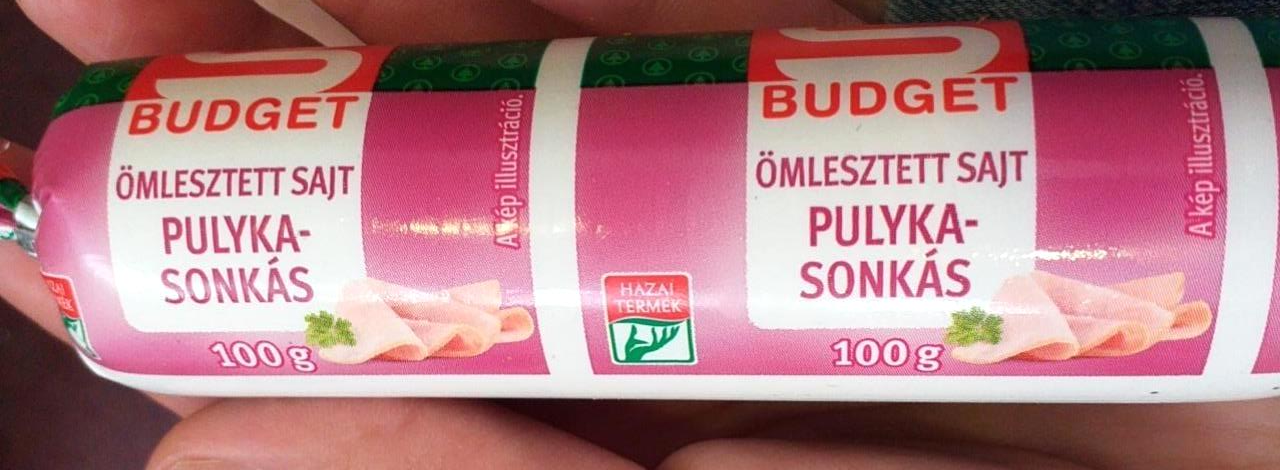 BUDGET
ÖMLESZTETT SAJT
PULYKA-
SONKÁS
100 g
A kép illusztráció.
HAZAI
TERMÉK
BUDGET
ÖMLESZTETT SAJT
PULYKA-
SONKÁS
100 g
A kép illusztráció.